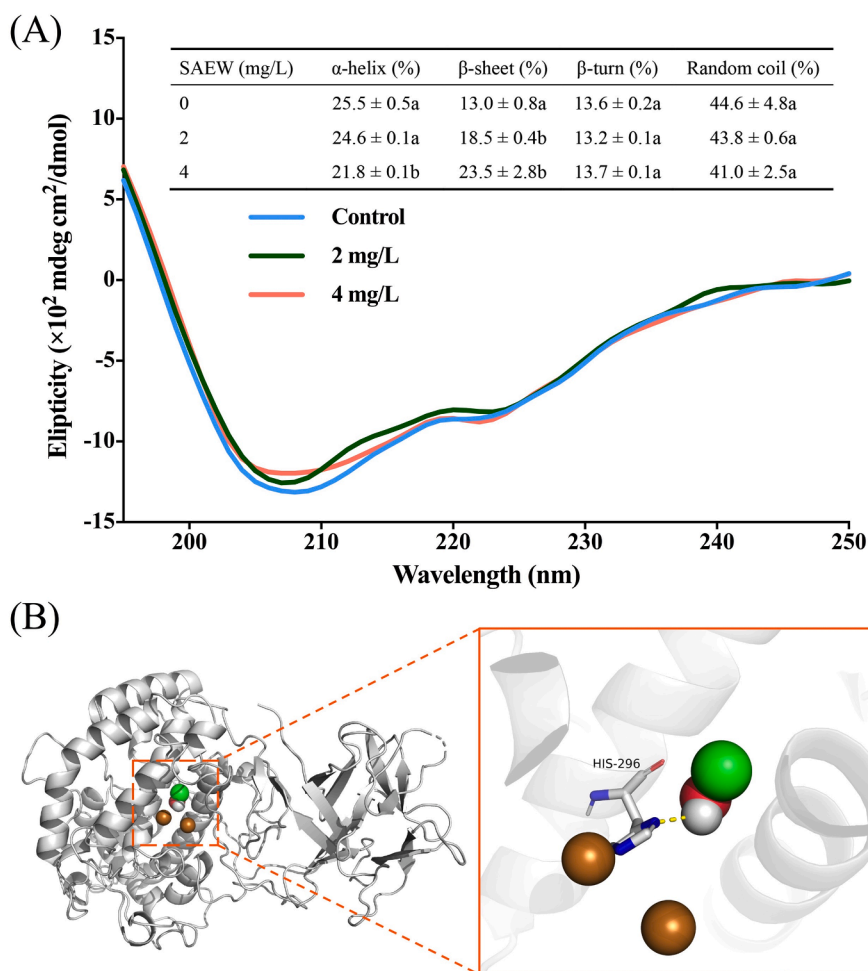 (A)
15
10
5
0
-5
-10
-15
Elipticity (×10² mdeg cm²/dmol)
SAEW (mg/L) α-helix (%) β-sheet (%) β-turn (%) Random coil (%)
0 25.5 ± 0.5a 13.0 ± 0.8a 13.6 ± 0.2a 44.6 ± 4.8a
2 24.6 ± 0.1a 18.5 ± 0.4b 13.2 ± 0.1a 43.8 ± 0.6a
4 21.8 ± 0.1b 23.5 ± 2.8b 13.7 ± 0.1a 41.0 ± 2.5a
Control
2 mg/L
4 mg/L
200 210 220 230 240 250
Wavelength (nm)
(B)
HIS-296